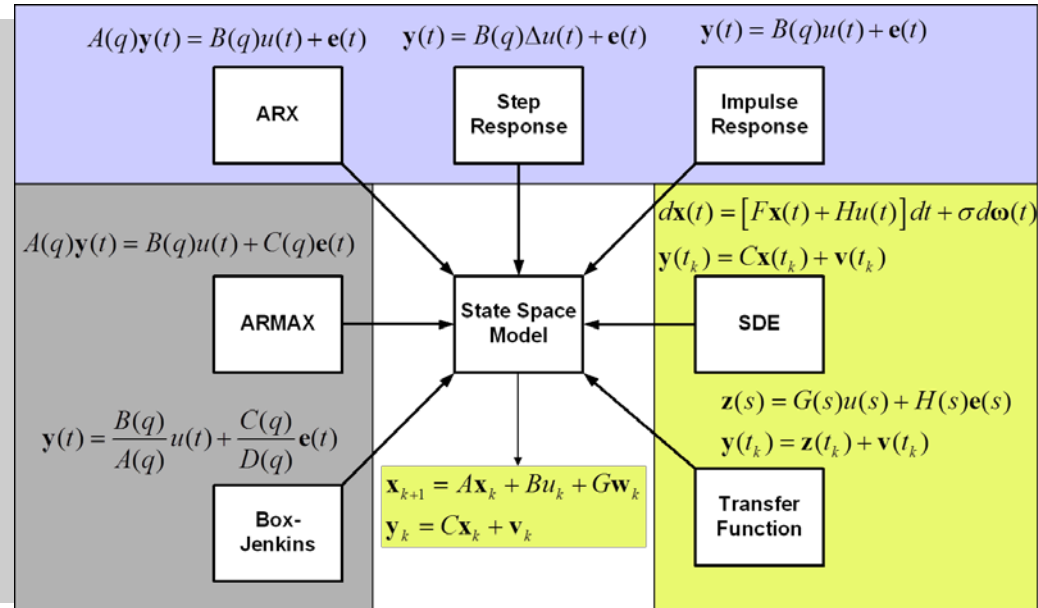 A(q)y(t) = B(q)u(t) + e(t)
y(t) = B(q)Δu(t) + e(t)
y(t) = B(q)u(t) + e(t)
ARX
Step
Response
Impulse
Response
A(q)y(t) = B(q)u(t) + C(q)e(t)
dx(t) = [Fx(t) + Hu(t)]dt + σdω(t)
y(t_k) = Cx(t_k) + v(t_k)
ARMAX
State Space
Model
SDE
y(t) = B(q)/A(q) u(t) + C(q)/D(q) e(t)
z(s) = G(s)u(s) + H(s)e(s)
y(t_k) = z(t_k) + v(t_k)
Box-
Jenkins
x_{k+1} = Ax_k + Bu_k + Gw_k
y_k = Cx_k + v_k
Transfer
Function